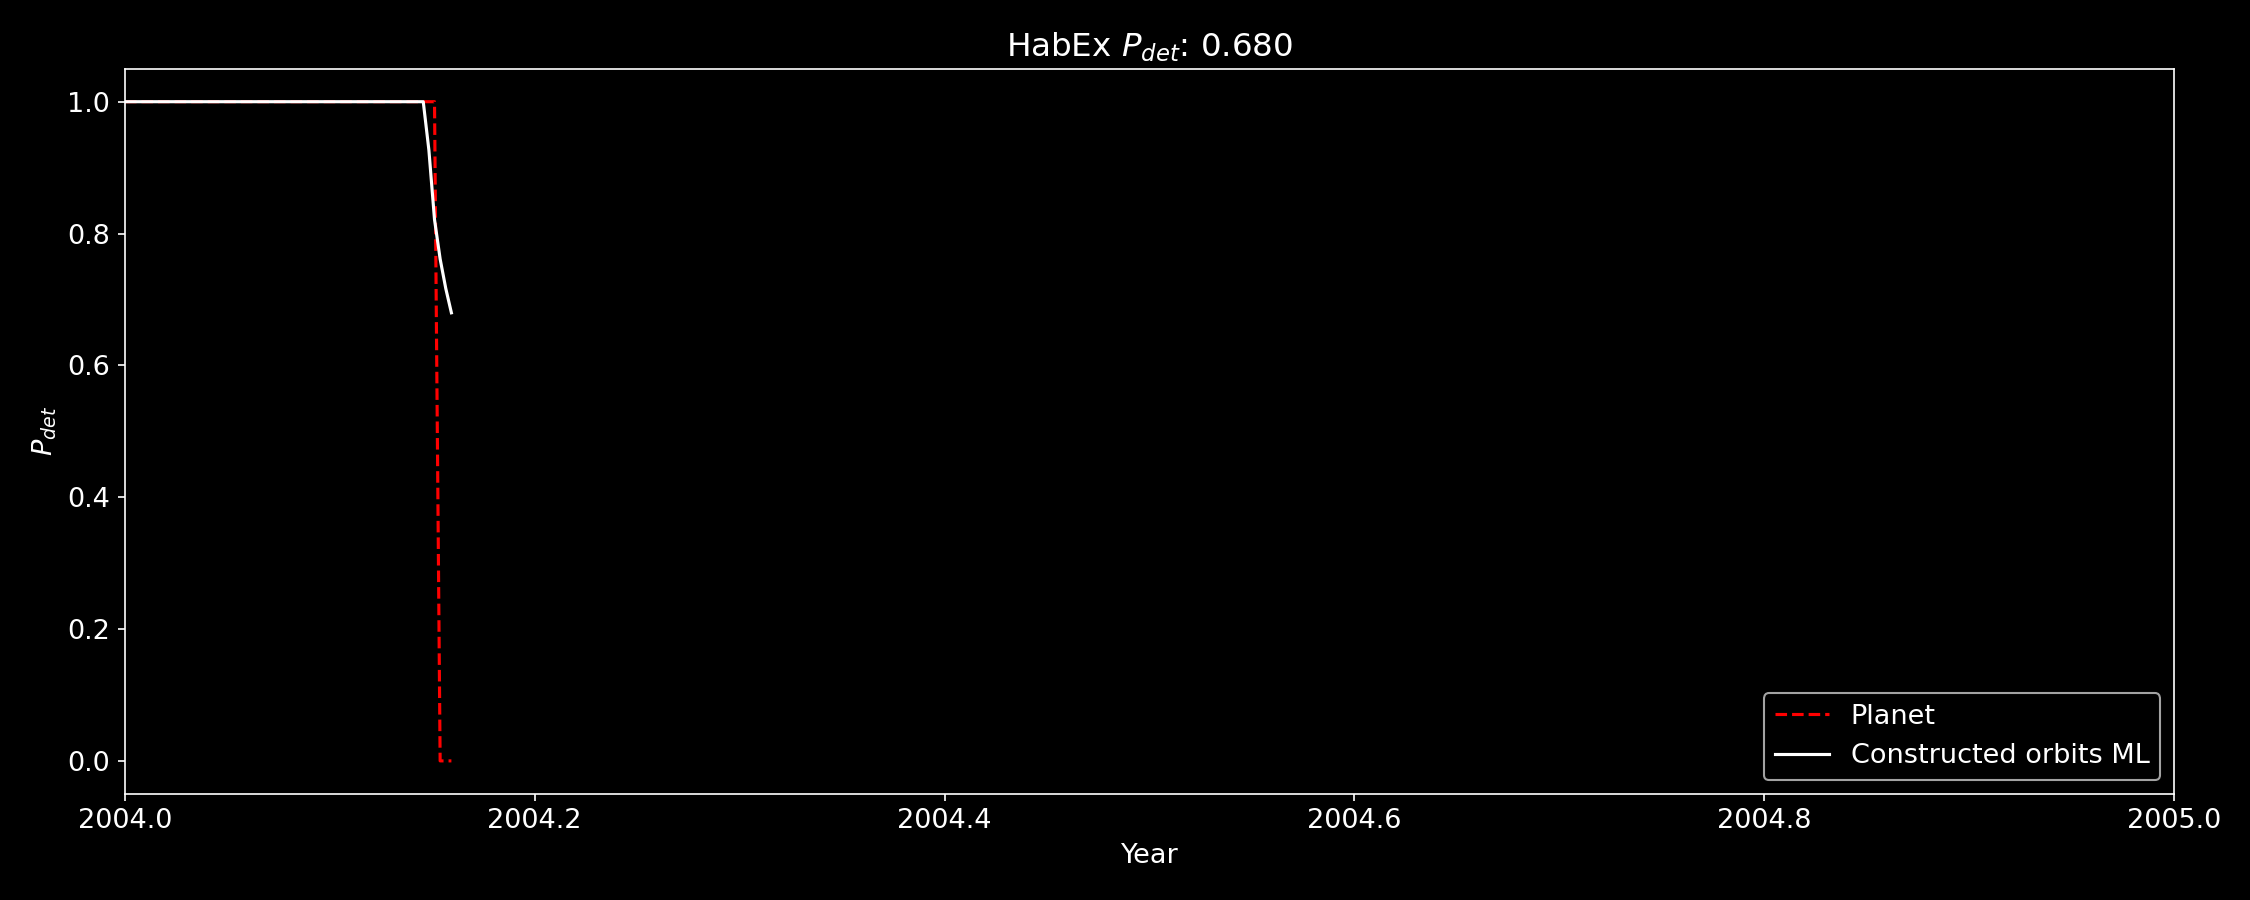 HabEx P_det: 0.680
1.0
0.8
0.6
0.4
0.2
0.0
P_det
2004.0 2004.2 2004.4 2004.6 2004.8 2005.0
Year
Planet
Constructed orbits ML